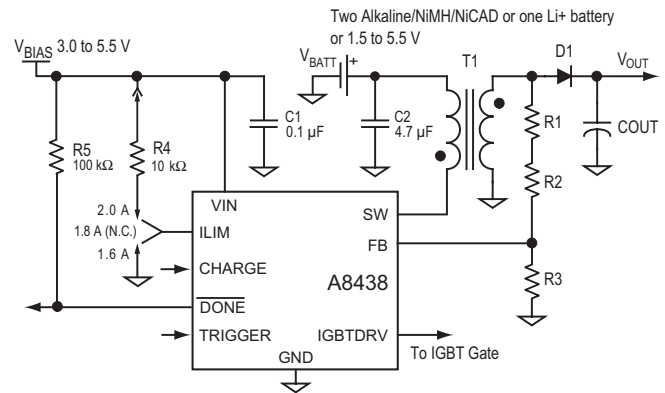 Two Alkaline/NiMH/NiCAD or one Li+ battery
or 1.5 to 5.5 V
VBIAS 3.0 to 5.5 V
VBATT
+
T1
D1
VOUT
C1
0.1 µF
C2
4.7 µF
R1
COUT
R5
100 kΩ
R4
10 kΩ
R2
2.0 A
1.8 A (N.C.)
1.6 A
VIN
ILIM
SW
FB
R3
CHARGE
A8438
DONE
TRIGGER
IGBTDRV
To IGBT Gate
GND